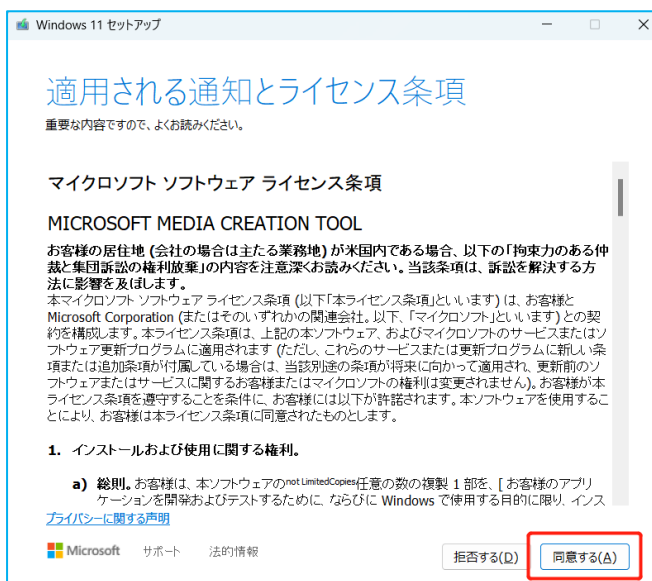 Windows 11 セットアップ
適用される通知とライセンス条項
重要な内容ですので、よくお読みください。
マイクロソフト ソフトウェア ライセンス条項
MICROSOFT MEDIA CREATION TOOL
お客様の居住地 (会社の場合は主たる業務地) が米国内である場合、以下の「拘束力のある仲
裁と集団訴訟の権利放棄」の内容を注意深くお読みください。当該条項は、訴訟を解決する方
法に影響を及ぼします。
本マイクロソフト ソフトウェア ライセンス条項 (以下「本ライセンス条項」といいます) は、お客様と
Microsoft Corporation (またはそのいずれかの関連会社。以下、「マイクロソフト」といいます) との契
約を構成します。本ライセンス条項は、上記の本ソフトウェア、およびマイクロソフトのサービスまたはソ
フトウェア更新プログラムに適用されます (ただし、これらのサービスまたは更新プログラムに新しい条
項または追加条項が付属している場合は、当該別途の条項が将来に向かって適用され、更新前のソ
フトウェアまたはサービスに関するお客様またはマイクロソフトの権利は変更されません)。お客様が本
ライセンス条項を遵守することを条件に、お客様には以下が許諾されます。本ソフトウェアを使用するこ
とにより、お客様は本ライセンス条項に同意されたものとします。
1. インストールおよび使用に関する権利。
a) 総則。お客様は、本ソフトウェアのnot LimitedCopies任意の数の複製 1 部を、[ お客様のアプリ
ケーションを開発およびテストするために、ならびに Windows で使用する目的に限り、インス
プライバシーに関する声明
Microsoft サポート 法的情報 拒否する(D) 同意する(A)